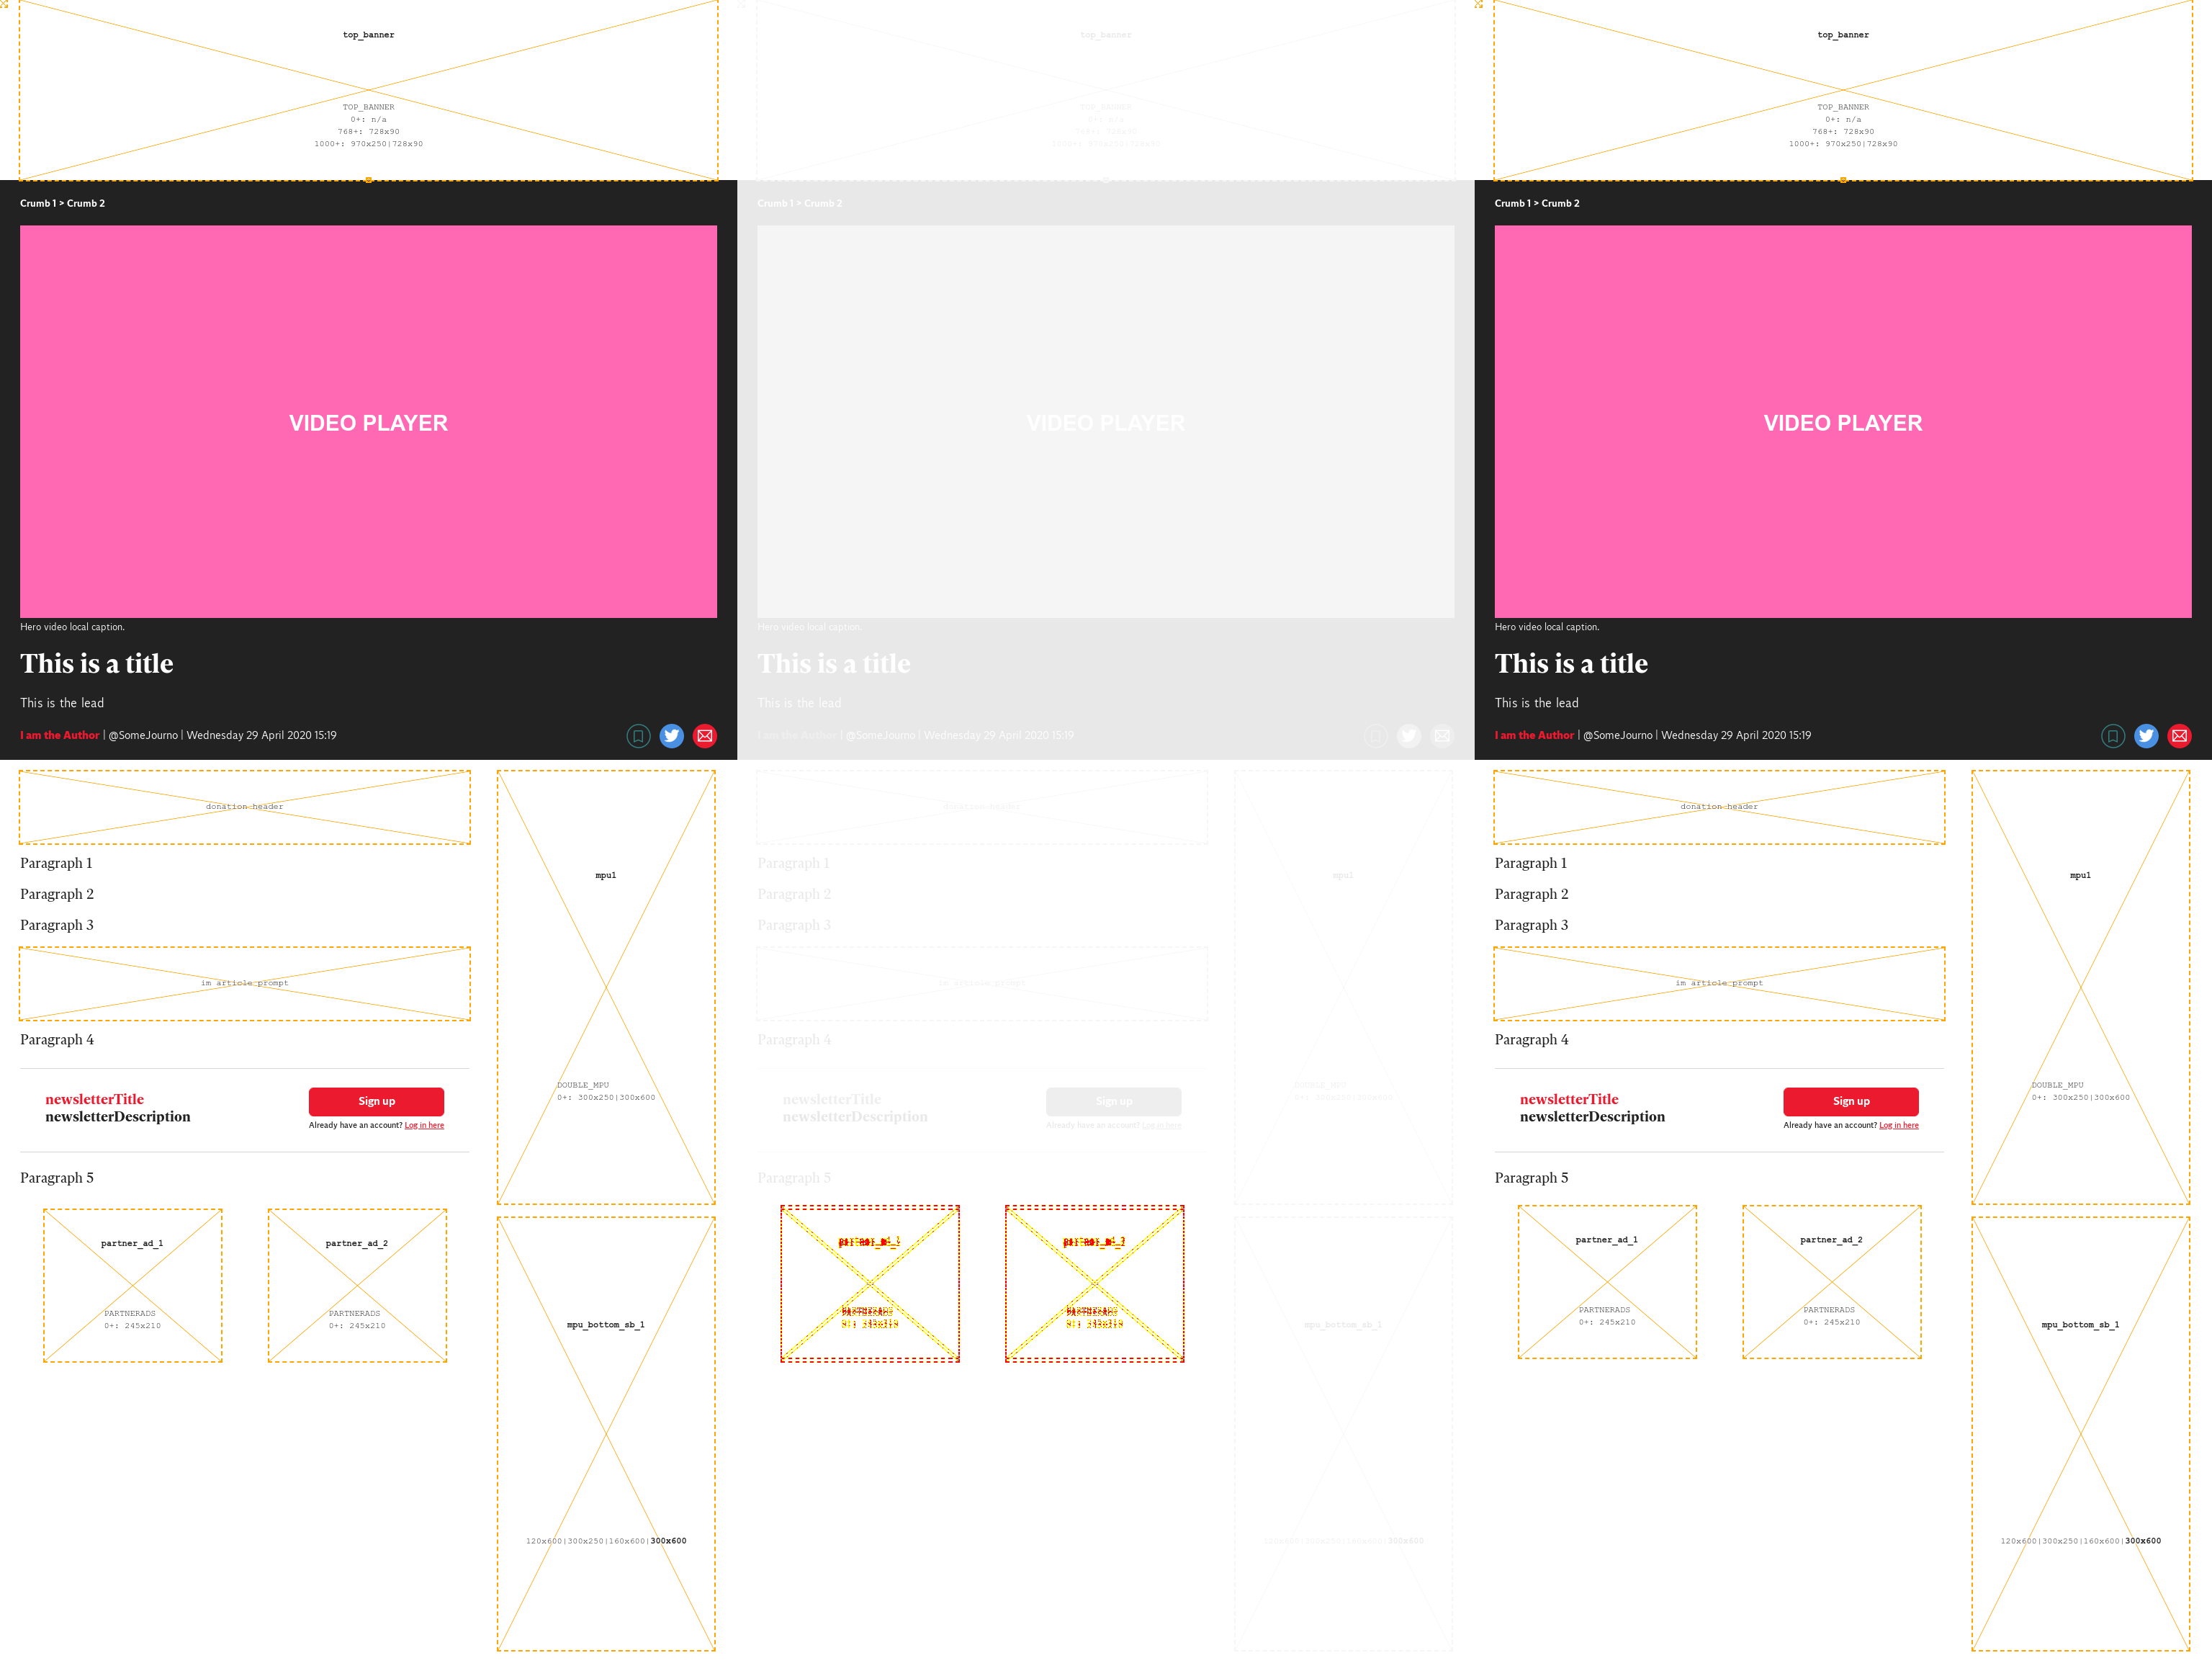 top_banner
TOP_BANNER
0+: n/a
768+: 728x90
1000+: 970x250|728x90
Crumb 1 > Crumb 2
VIDEO PLAYER
Hero video local caption.
This is a title
This is the lead
I am the Author | @SomeJourno | Wednesday 29 April 2020 15:19
donation-header
Paragraph 1
Paragraph 2
Paragraph 3
im article prompt
Paragraph 4
newsletterTitle
newsletterDescription
Sign up
Already have an account? Log in here
Paragraph 5
partner_ad_1
PARTNERADS
0+: 245x210
partner_ad_2
PARTNERADS
0+: 245x210
mpu1
DOUBLE_MPU
0+: 300x250|300x600
mpu_bottom_sb_1
120x600|300x250|160x600|300x600
top_banner
TOP_BANNER
0+: n/a
768+: 728x90
1000+: 970x250|728x90
Crumb 1 > Crumb 2
VIDEO PLAYER
Hero video local caption.
This is a title
This is the lead
I am the Author | @SomeJourno | Wednesday 29 April 2020 15:19
donation-header
Paragraph 1
Paragraph 2
Paragraph 3
im article prompt
Paragraph 4
newsletterTitle
newsletterDescription
Sign up
Already have an account? Log in here
Paragraph 5
mpu1
DOUBLE_MPU
0+: 300x250|300x600
mpu_bottom_sb_1
120x600|300x250|160x600|300x600
top_banner
TOP_BANNER
0+: n/a
768+: 728x90
1000+: 970x250|728x90
Crumb 1 > Crumb 2
VIDEO PLAYER
Hero video local caption.
This is a title
This is the lead
I am the Author | @SomeJourno | Wednesday 29 April 2020 15:19
donation-header
Paragraph 1
Paragraph 2
Paragraph 3
im article prompt
Paragraph 4
newsletterTitle
newsletterDescription
Sign up
Already have an account? Log in here
Paragraph 5
partner_ad_1
PARTNERADS
0+: 245x210
partner_ad_2
PARTNERADS
0+: 245x210
mpu1
DOUBLE_MPU
0+: 300x250|300x600
mpu_bottom_sb_1
120x600|300x250|160x600|300x600